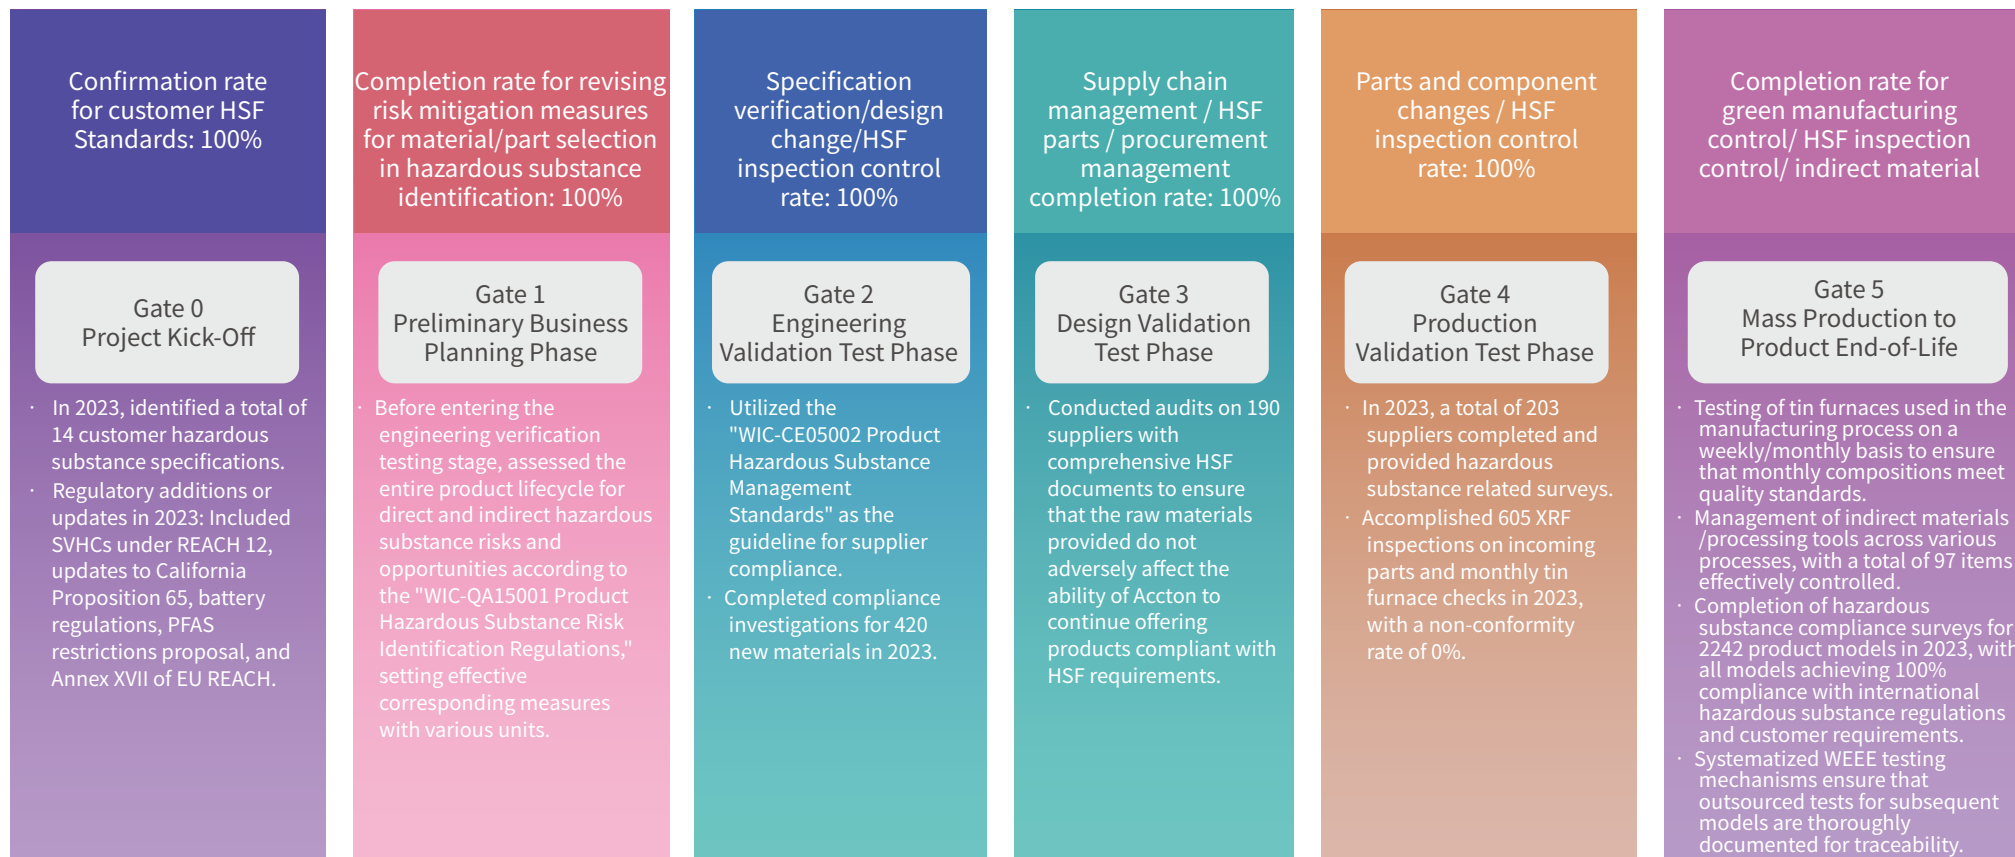 Confirmation rate
for customer HSF
Standards: 100%
Gate 0
Project Kick-Off
· In 2023, identified a total of
14 customer hazardous
substance specifications.
· Regulatory additions or
updates in 2023: Included
SVHCs under REACH 12,
updates to California
Proposition 65, battery
regulations, PFAS
restrictions proposal, and
Annex XVII of EU REACH.
Completion rate for revising
risk mitigation measures
for material/part selection
in hazardous substance
identification: 100%
Gate 1
Preliminary Business
Planning Phase
· Before entering the
engineering verification
testing stage, assessed the
entire product lifecycle for
direct and indirect hazardous
substance risks and
opportunities according to
the "WIC-QA15001 Product
Hazardous Substance Risk
Identification Regulations,"
setting effective
corresponding measures
with various units.
Specification
verification/design
change/HSF
inspection control
rate: 100%
Gate 2
Engineering
Validation Test Phase
· Utilized the
"WIC-CE05002 Product
Hazardous Substance
Management
Standards" as the
guideline for supplier
compliance.
· Completed compliance
investigations for 420
new materials in 2023.
Supply chain
management / HSF
parts / procurement
management
completion rate: 100%
Gate 3
Design Validation
Test Phase
· Conducted audits on 190
suppliers with
comprehensive HSF
documents to ensure
that the raw materials
provided do not
adversely affect the
ability of Accton to
continue offering
products compliant with
HSF requirements.
Parts and component
changes / HSF
inspection control
rate: 100%
Gate 4
Production
Validation Test Phase
· In 2023, a total of 203
suppliers completed and
provided hazardous
substance related surveys.
· Accomplished 605 XRF
inspections on incoming
parts and monthly tin
furnace checks in 2023,
with a non-conformity
rate of 0%.
Completion rate for
green manufacturing
control/ HSF inspection
control/ indirect material
Gate 5
Mass Production to
Product End-of-Life
· Testing of tin furnaces used in the
manufacturing process on a
weekly/monthly basis to ensure
that monthly compositions meet
quality standards.
· Management of indirect materials
/processing tools across various
processes, with a total of 97 items
effectively controlled.
· Completion of hazardous
substance compliance surveys for
2242 product models in 2023, with
all models achieving 100%
compliance with international
hazardous substance regulations
and customer requirements.
· Systematized WEEE testing
mechanisms ensure that
outsourced tests for subsequent
models are thoroughly
documented for traceability.